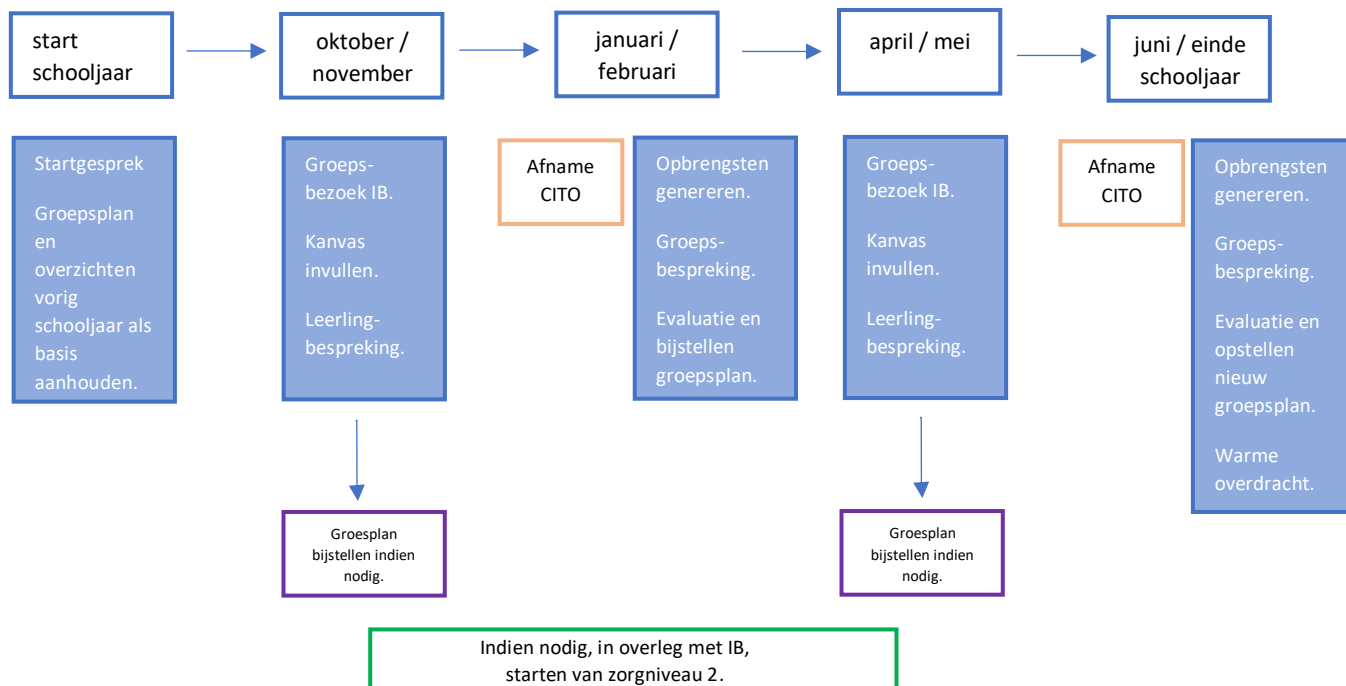 start
schooljaar
oktober /
november
januari /
februari
april / mei
juni / einde
schooljaar
Startgesprek
Groepsplan
en
overzichten
vorig
schooljaar als
basis
aanhouden.
Groeps-
bezoek IB.
Kanvas
invullen.
Leerling-
bespreking.
Afname
CITO
Opbrengsten
genereren.
Groeps-
bespreking.
Evaluatie en
bijstellen
groepsplan.
Groeps-
bezoek IB.
Kanvas
invullen.
Leerling-
bespreking.
Afname
CITO
Opbrengsten
genereren.
Groeps-
bespreking.
Evaluatie en
opstellen
nieuw
groepsplan.
Warme
overdracht.
Groesplan
bijstellen indien
nodig.
Groesplan
bijstellen indien
nodig.
Indien nodig, in overleg met IB,
starten van zorgniveau 2.